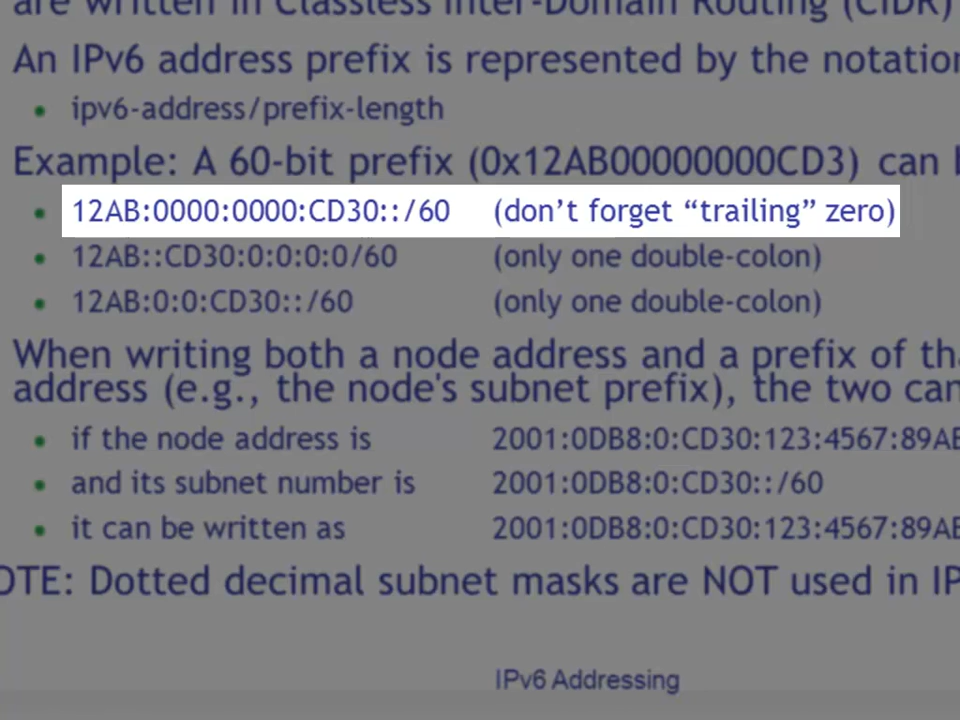 are written in Classless Inter-Domain Routing (CIDR)
An IPv6 address prefix is represented by the notation
• ipv6-address/prefix-length
Example: A 60-bit prefix (0x12AB00000000CD3) can
• 12AB:0000:0000:CD30::/60 (don’t forget “trailing” zero)
• 12AB::CD30:0:0:0:0/60 (only one double-colon)
• 12AB:0:0:CD30::/60 (only one double-colon)
When writing both a node address and a prefix of
address (e.g., the node's subnet prefix), the two can
• if the node address is 2001:0DB8:0:CD30:123:4567:89AB
• and its subnet number is 2001:0DB8:0:CD30::/60
• it can be written as 2001:0DB8:0:CD30:123:4567:89AB
OTE: Dotted decimal subnet masks are NOT used in IP
IPv6 Addressing